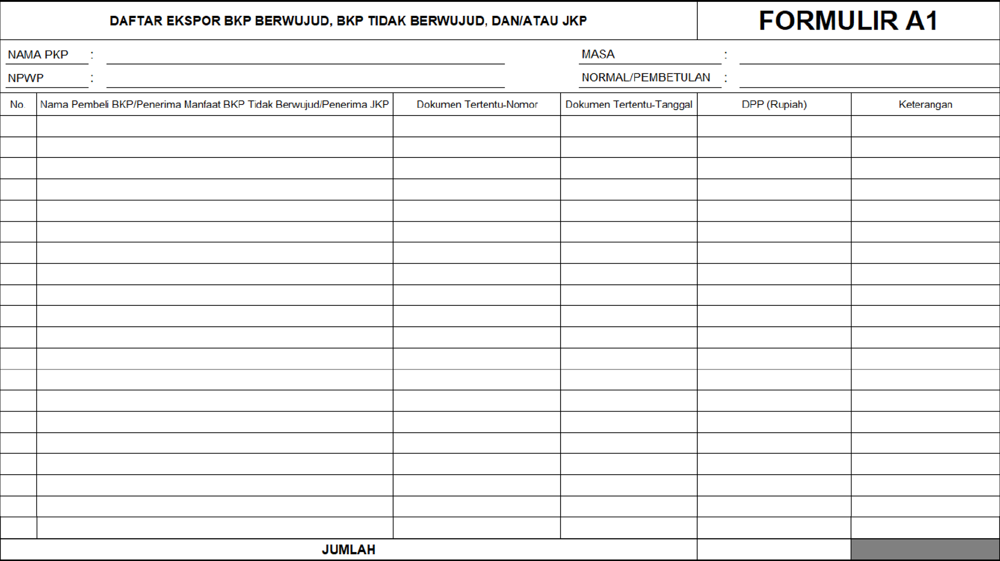 DAFTAR EKSPOR BKP BERWUJUD, BKP TIDAK BERWUJUD, DAN/ATAU JKP
FORMULIR A1
NAMA PKP :
MASA :
NPWP :
NORMAL/PEMBETULAN :
No. Nama Pembeli BKP/Penerima Manfaat BKP Tidak Berwujud/Penerima JKP Dokumen Tertentu-Nomor Dokumen Tertentu-Tanggal DPP (Rupiah) Keterangan
JUMLAH